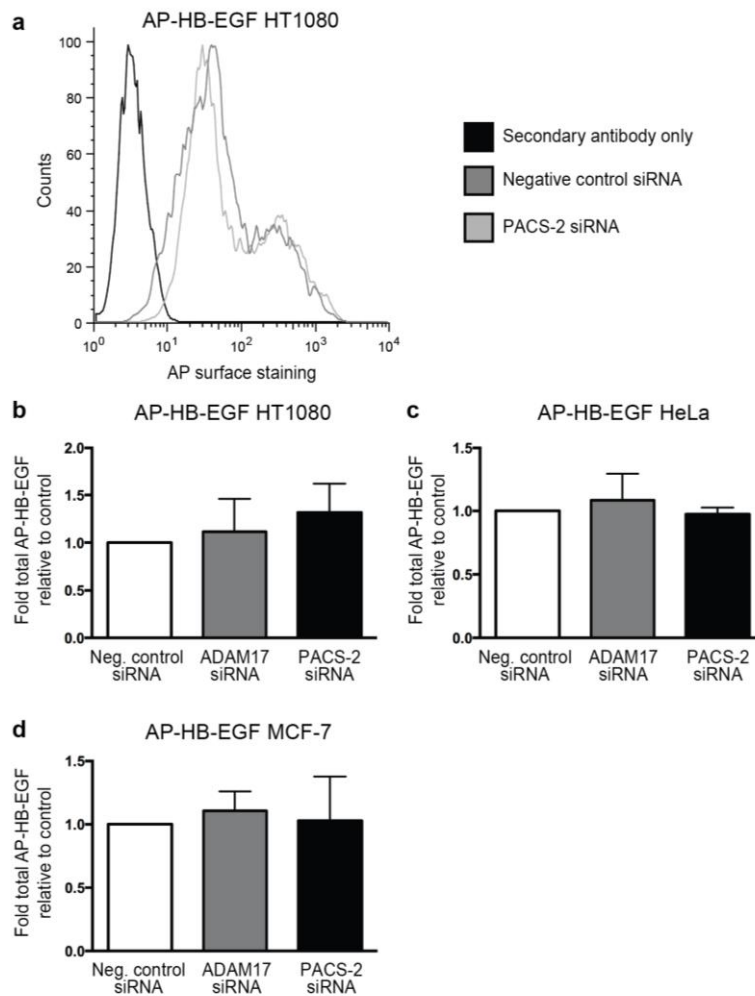 a
AP-HB-EGF HT1080
100
80
60
40
20
0
Counts
10^0 10^1 10^2 10^3 10^4
AP surface staining
Secondary antibody only
Negative control siRNA
PACS-2 siRNA
b
AP-HB-EGF HT1080
Fold total AP-HB-EGF
relative to control
2.0
1.5
1.0
0.5
0.0
Neg. control
siRNA
ADAM17
siRNA
PACS-2
siRNA
c
AP-HB-EGF HeLa
Fold total AP-HB-EGF
relative to control
1.5
1.0
0.5
0.0
Neg. control
siRNA
ADAM17
siRNA
PACS-2
siRNA
d
AP-HB-EGF MCF-7
Fold total AP-HB-EGF
relative to control
1.5
1.0
0.5
0.0
Neg. control
siRNA
ADAM17
siRNA
PACS-2
siRNA